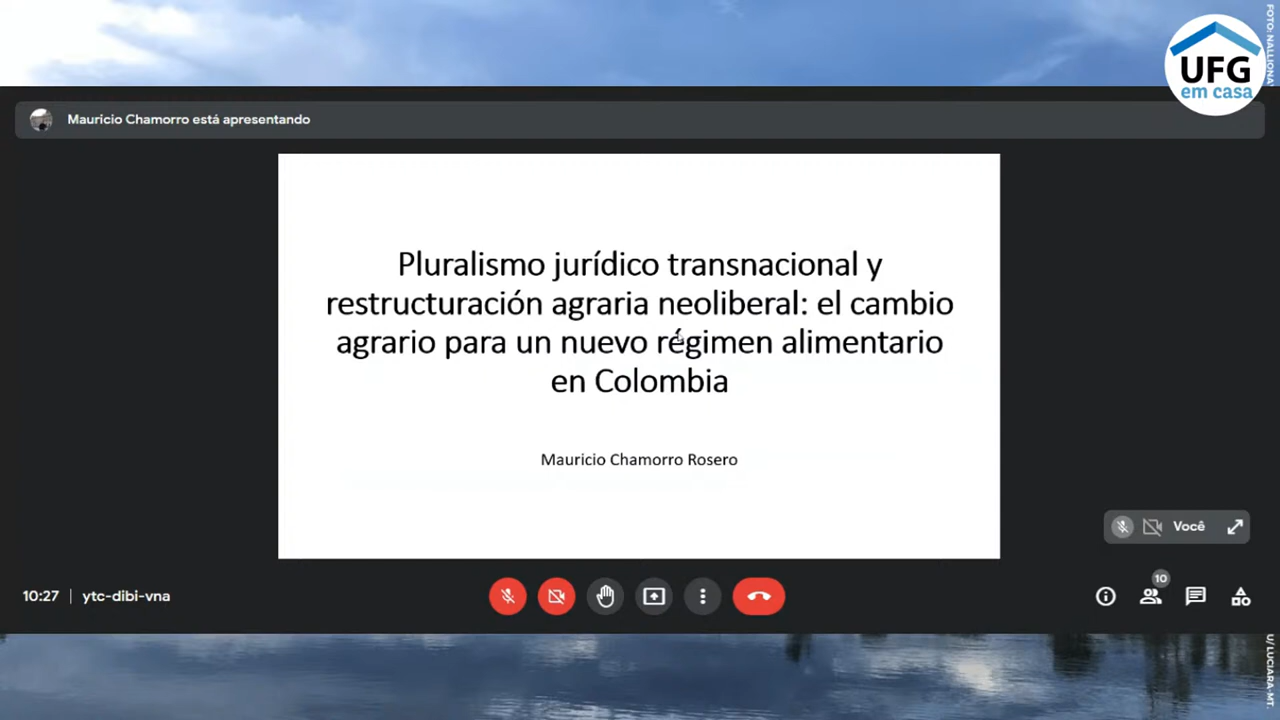 FOTO: NALLIONA
UFG
em casa
Mauricio Chamorro está apresentando
Pluralismo jurídico transnacional y
restructuración agraria neoliberal: el cambio
agrario para un nuevo régimen alimentario
en Colombia
Mauricio Chamorro Rosero
Você
10:27 | ytc-dibi-vna
10
U/ LUCIARA-MT.